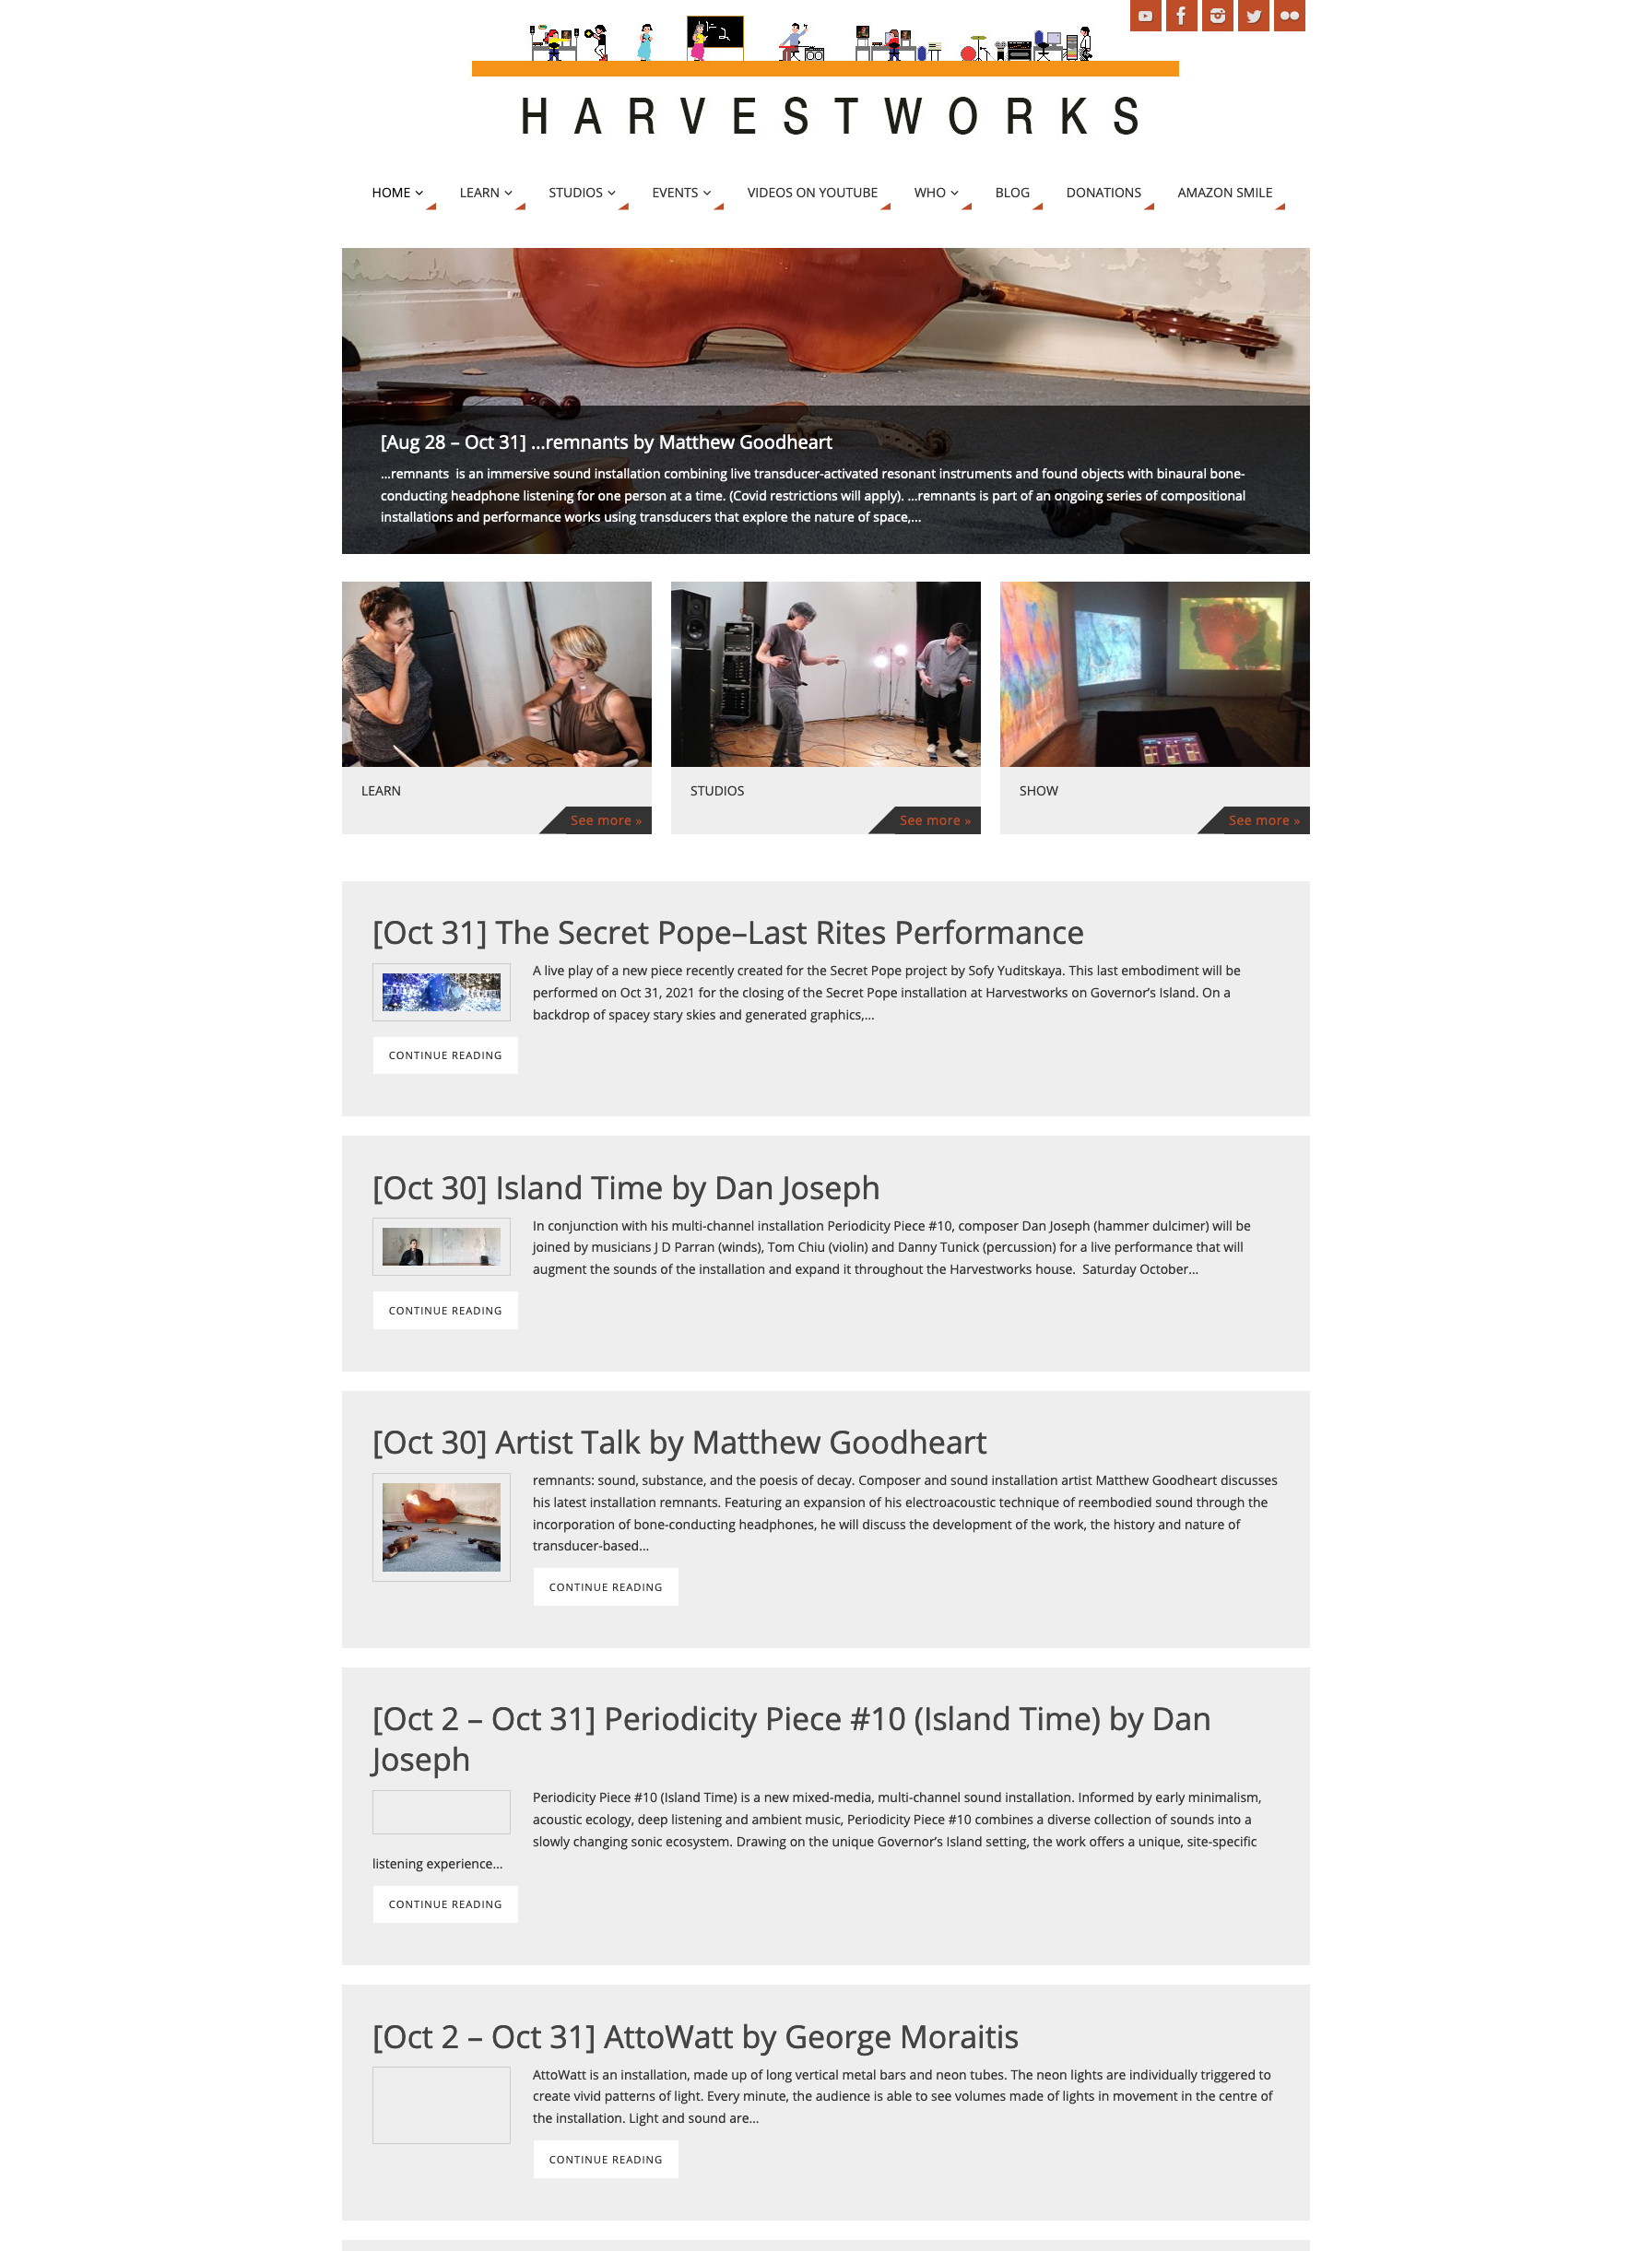 HARVESTWORKS
HOME LEARN STUDIOS EVENTS VIDEOS ON YOUTUBE WHO BLOG DONATIONS AMAZON SMILE
[Aug 28 – Oct 31] …remnants by Matthew Goodheart
…remnants  is an immersive sound installation combining live transducer-activated resonant instruments and found objects with binaural bone-
conducting headphone listening for one person at a time. (Covid restrictions will apply). …remnants is part of an ongoing series of compositional
installations and performance works using transducers that explore the nature of space,…
LEARN
See more »
STUDIOS
See more »
SHOW
See more »
[Oct 31] The Secret Pope–Last Rites Performance
A live play of a new piece recently created for the Secret Pope project by Sofy Yuditskaya. This last embodiment will be
performed on Oct 31, 2021 for the closing of the Secret Pope installation at Harvestworks on Governor’s Island. On a
backdrop of spacey stary skies and generated graphics,…
CONTINUE READING
[Oct 30] Island Time by Dan Joseph
In conjunction with his multi-channel installation Periodicity Piece #10, composer Dan Joseph (hammer dulcimer) will be
joined by musicians J D Parran (winds), Tom Chiu (violin) and Danny Tunick (percussion) for a live performance that will
augment the sounds of the installation and expand it throughout the Harvestworks house.  Saturday October…
CONTINUE READING
[Oct 30] Artist Talk by Matthew Goodheart
remnants: sound, substance, and the poesis of decay. Composer and sound installation artist Matthew Goodheart discusses
his latest installation remnants. Featuring an expansion of his electroacoustic technique of reembodied sound through the
incorporation of bone-conducting headphones, he will discuss the development of the work, the history and nature of
transducer-based…
CONTINUE READING
[Oct 2 – Oct 31] Periodicity Piece #10 (Island Time) by Dan
Joseph
Periodicity Piece #10 (Island Time) is a new mixed-media, multi-channel sound installation. Informed by early minimalism,
acoustic ecology, deep listening and ambient music, Periodicity Piece #10 combines a diverse collection of sounds into a
slowly changing sonic ecosystem. Drawing on the unique Governor’s Island setting, the work offers a unique, site-specific
listening experience…
CONTINUE READING
[Oct 2 – Oct 31] AttoWatt by George Moraitis
AttoWatt is an installation, made up of long vertical metal bars and neon tubes. The neon lights are individually triggered to
create vivid patterns of light. Every minute, the audience is able to see volumes made of lights in movement in the centre of
the installation. Light and sound are…
CONTINUE READING